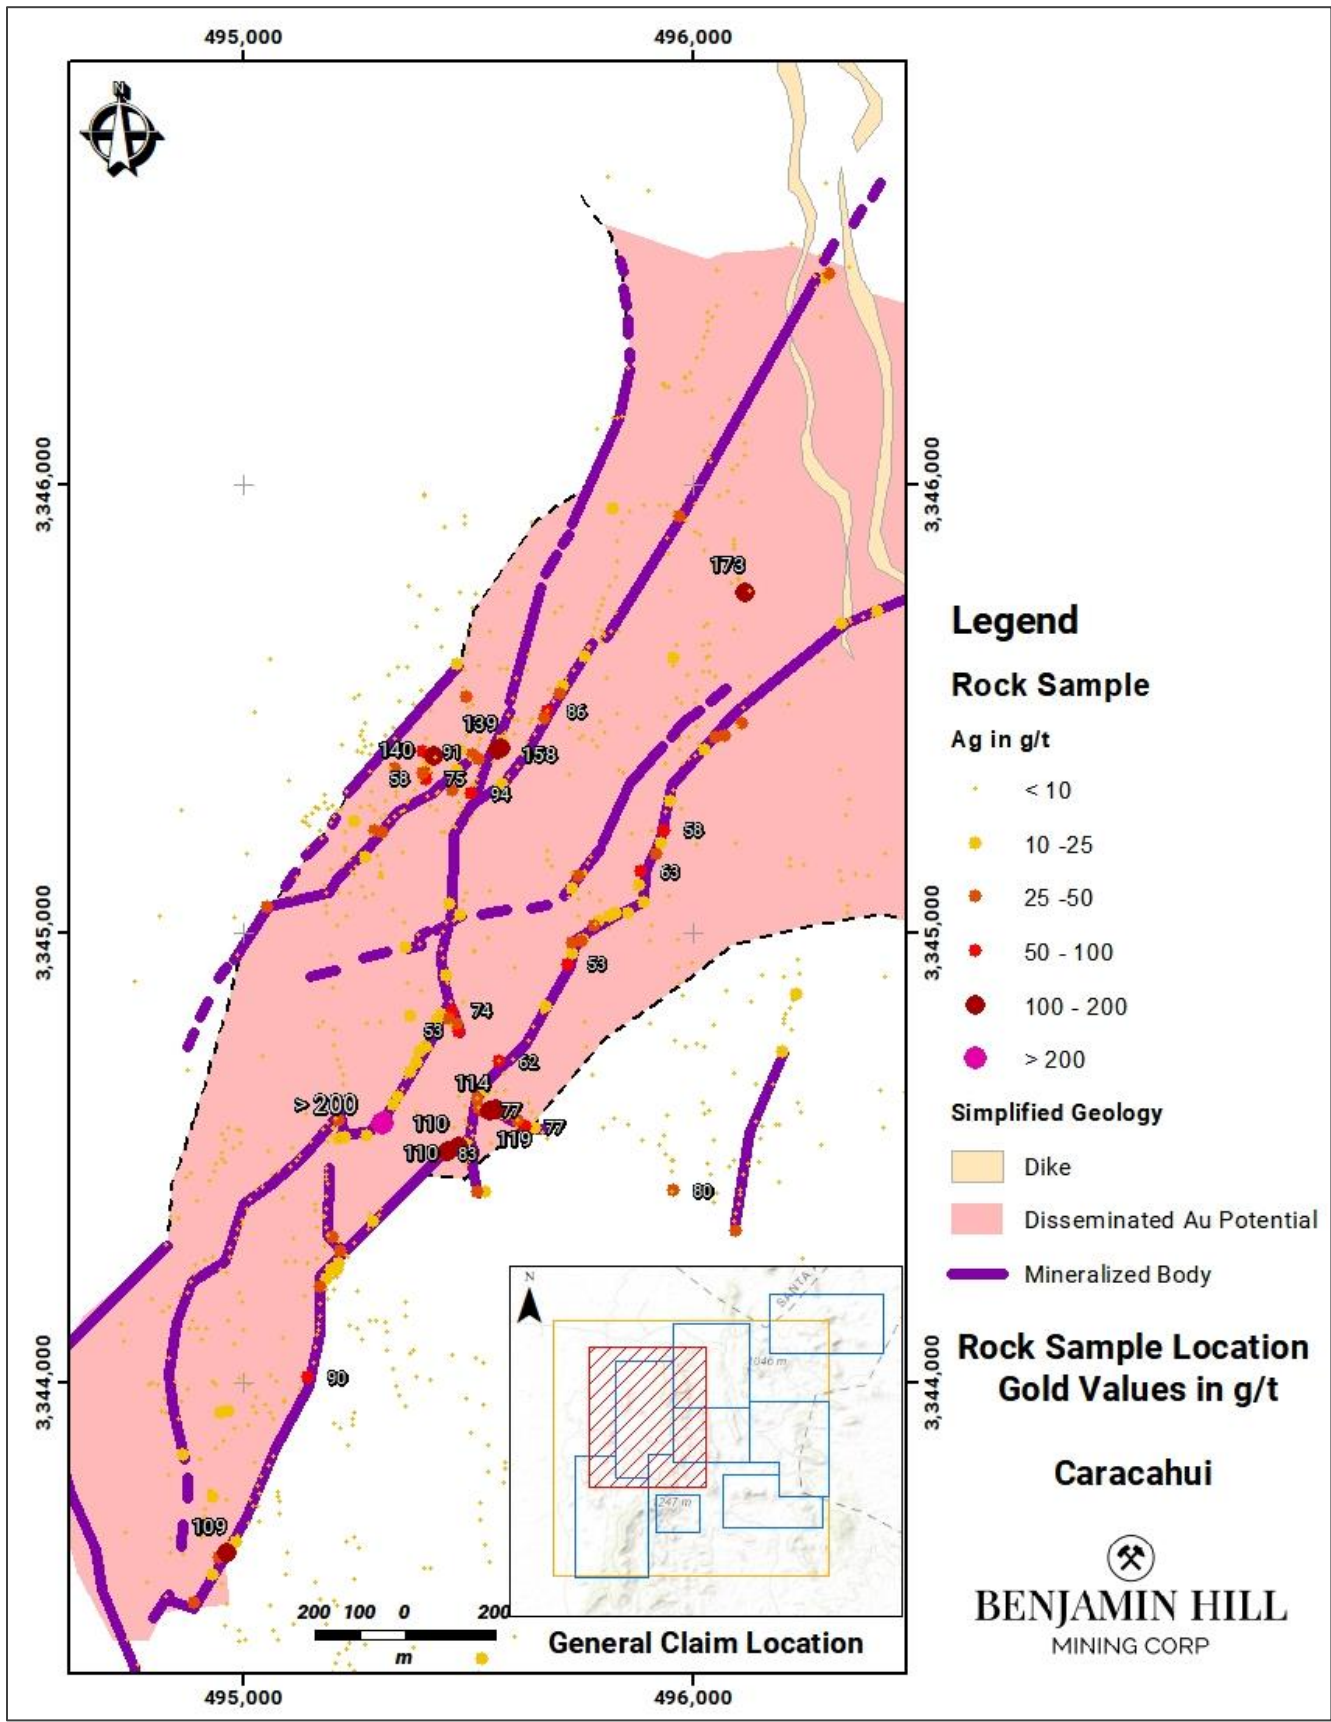 495,000
496,000
N
3,346,000
3,346,000
173
86
139
140
91
158
58
75
94
58
63
3,345,000
3,345,000
53
74
53
62
114
> 200
77
110
77
119
110
83
80
90
3,344,000
3,344,000
109
200 100 0 200
m
Legend
Rock Sample
Ag in g/t
< 10
10 -25
25 -50
50 - 100
100 - 200
> 200
Simplified Geology
Dike
Disseminated Au Potential
Mineralized Body
Rock Sample Location
Gold Values in g/t
Caracahui
BENJAMIN HILL
MINING CORP
N
SANTA
247 m
General Claim Location
495,000
496,000